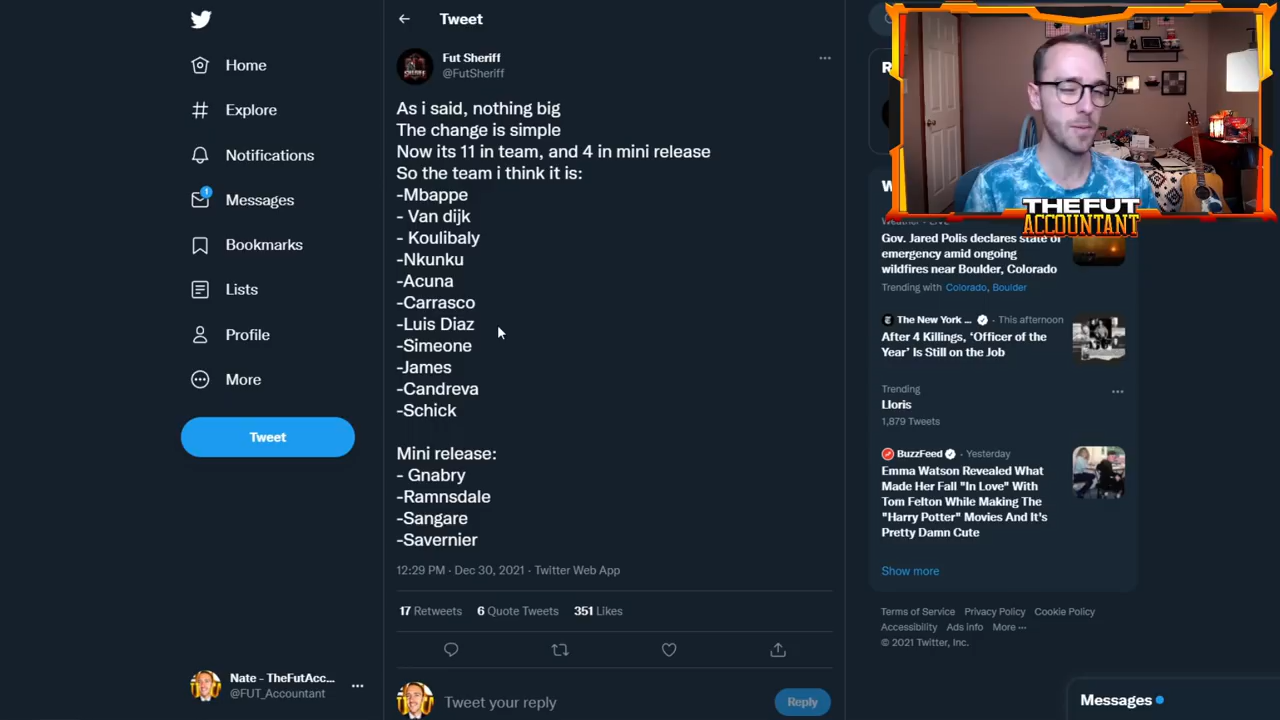 Home
Explore
Notifications
1
Messages
Bookmarks
Lists
Profile
More
Tweet
Nate - TheFutAcc...
@FUT_Accountant
Tweet
Fut Sheriff
@FutSheriff
As i said, nothing big
The change is simple
Now its 11 in team, and 4 in mini release
So the team i think it is:
-Mbappe
- Van dijk
- Koulibaly
-Nkunku
-Acuna
-Carrasco
-Luis Diaz
-Simeone
-James
-Candreva
-Schick
Mini release:
- Gnabry
-Ramnsdale
-Sangare
-Savernier
12:29 PM · Dec 30, 2021 · Twitter Web App
17 Retweets 6 Quote Tweets 351 Likes
Tweet your reply
Reply
THE FUT
ACCOUNTANT
Gov. Jared Polis declares state of
emergency amid ongoing
wildfires near Boulder, Colorado
Trending with Colorado, Boulder
The New York ... · This afternoon
After 4 Killings, ‘Officer of the
Year’ Is Still on the Job
Trending
Lloris
1,879 Tweets
BuzzFeed · Yesterday
Emma Watson Revealed What
Made Her Fall "In Love" With
Tom Felton While Making The
"Harry Potter" Movies And It's
Pretty Damn Cute
Show more
Terms of Service Privacy Policy Cookie Policy
Accessibility Ads info More ···
© 2021 Twitter, Inc.
Messages